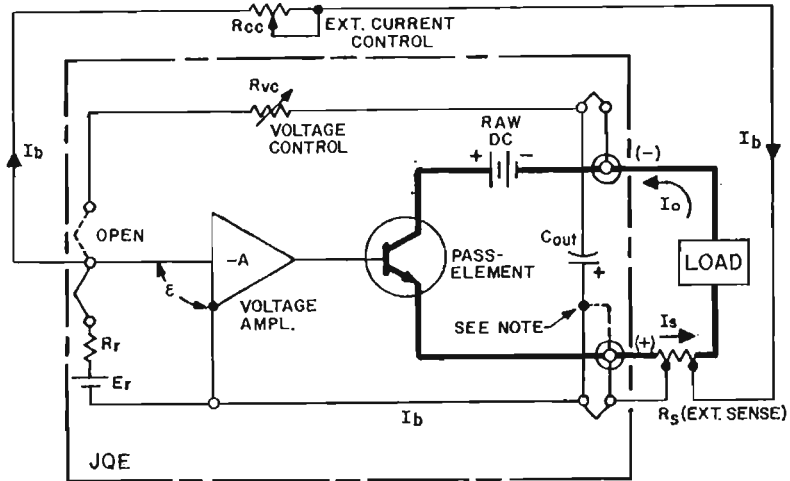 Rcc
EXT. CURRENT
CONTROL
Rvc
VOLTAGE
CONTROL
RAW
DC
+
−
(−)
Ib
Ib
Io
OPEN
−A
ε
VOLTAGE
AMPL.
PASS-
ELEMENT
Cout
+
LOAD
SEE NOTE
Is
(+)
Rr
Er
Ib
Rs (EXT. SENSE)
JQE